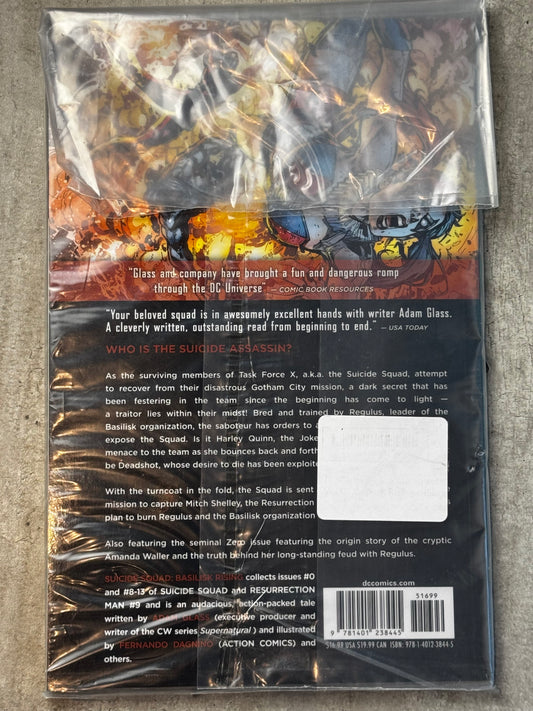 "Glass and company have brought a fun and dangerous romp
through the DC Universe" — COMIC BOOK RESOURCES
"Your beloved squad is in awesomely excellent hands with writer Adam Glass.
A cleverly written, outstanding read from beginning to end." — USA TODAY
WHO IS THE SUICIDE ASSASSIN?
As the surviving members of Task Force X, a.k.a. the Suicide Squad, attempt
to recover from their disastrous Gotham City mission, a dark secret that has
been festering in the team since the beginning has come to light —
a traitor lies within their midst! Bred and trained by Regulus, leader of the
Basilisk organization, the saboteur has orders to a
expose the Squad. Is it Harley Quinn, the Joke
menace to the team as she bounces back and forth
be Deadshot, whose desire to die has been exploite
With the turncoat in the fold, the Squad is sent
mission to capture Mitch Shelley, the Resurrection
plan to burn Regulus and the Basilisk organization
Also featuring the seminal Zero issue featuring the origin story of the cryptic
Amanda Waller and the truth behind her long-standing feud with Regulus.
SUICIDE SQUAD: BASILISK RISING collects issues #0
and #8-13 of SUICIDE SQUAD and RESURRECTION
MAN #9 and is an audacious, action-packed tale
written by ADAM GLASS (executive producer and
writer of the CW series Supernatural) and illustrated
by FERNANDO DAGNINO (ACTION COMICS) and
others.
dccomics.com
51699
9 781401 238445
$16.99 USA $19.99 CAN ISBN: 978-1-4012-3844-5